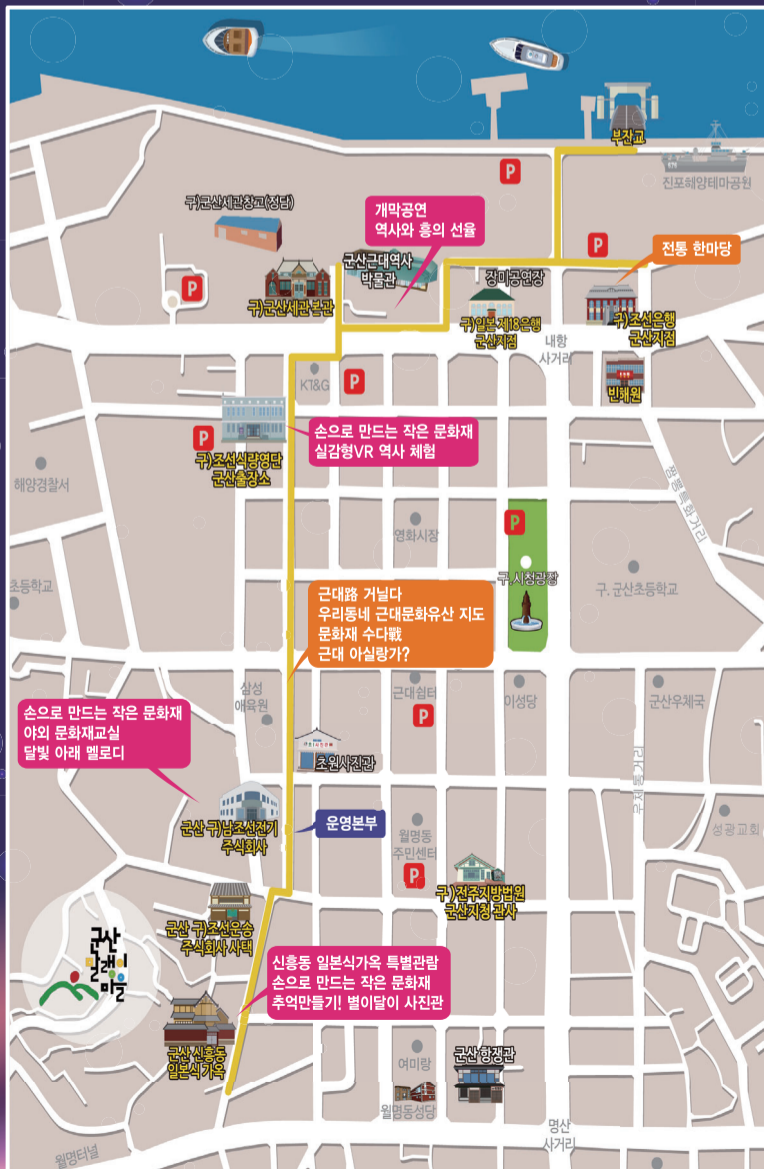 부잔교
P
진포해양테마공원
구)군산세관창고(정담)
개막공연
역사와 흥의 선율
P
전통 한마당
군산근대역사
박물관
장미공연장
P
구)군산세관 본관
구)일본 제18은행
군산지점
구)조선은행
군산지점
내항
사거리
KT&G
P
빈해원
손으로 만드는 작은 문화재
실감형VR 역사 체험
P
구)조선식량영단
군산출장소
해양경찰서
짬뽕특화거리
영화시장
P
구.시청광장
구. 군산초등학교
초등학교
근대路 거닐다
우리동네 근대문화유산 지도
문화재 수다戰
근대 아실랑가?
삼성
애육원
근대쉼터
이성당
군산우체국
P
손으로 만드는 작은 문화재
야외 문화재교실
달빛 아래 멜로디
초원사진관
우체통거리
군산 구)남조선전기
주식회사
운영본부
월명동
주민센터
성광교회
P
구 )전주지방법원
군산지청 관사
군산 구)조선운송
주식회사 사택
군산
말랭이
마을
신흥동 일본식가옥 특별관람
손으로 만드는 작은 문화재
추억만들기! 별이달이 사진관
군산 신흥동
일본식 가옥
여미랑
군산 항쟁관
월명동성당
명산
사거리
월명터널